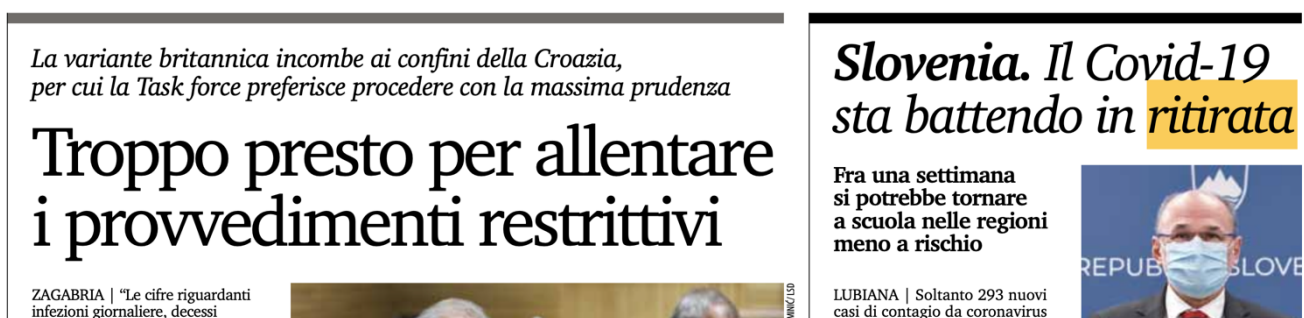 La variante britannica incombe ai confini della Croazia,
per cui la Task force preferisce procedere con la massima prudenza
Troppo presto per allentare
i provvedimenti restrittivi
ZAGABRIA | “Le cifre riguardanti
infezioni giornaliere, decessi
Slovenia. Il Covid-19
sta battendo in ritirata
Fra una settimana
si potrebbe tornare
a scuola nelle regioni
meno a rischio
LUBIANA | Soltanto 293 nuovi
casi di contagio da coronavirus
REPUB SLOVE